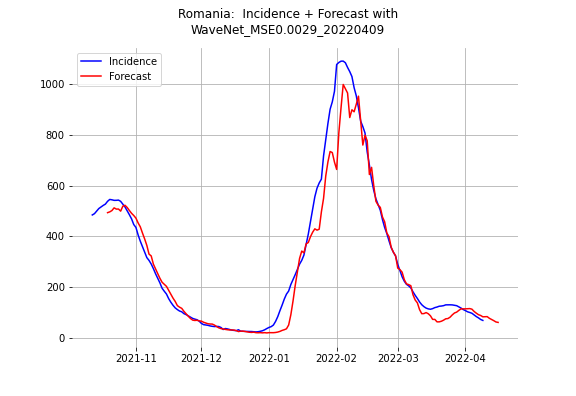 Romania:  Incidence + Forecast with
WaveNet_MSE0.0029_20220409
Incidence
Forecast
1000
800
600
400
200
0
2021-11 2021-12 2022-01 2022-02 2022-03 2022-04